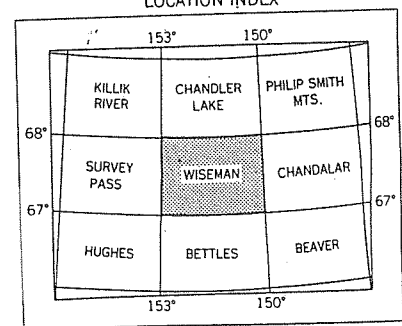 LOCATION INDEX
153° 150°
KILLIK
RIVER
CHANDLER
LAKE
PHILIP SMITH
MTS.
68° 68°
SURVEY
PASS
WISEMAN
CHANDALAR
67° 67°
HUGHES
BETTLES
BEAVER
153° 150°